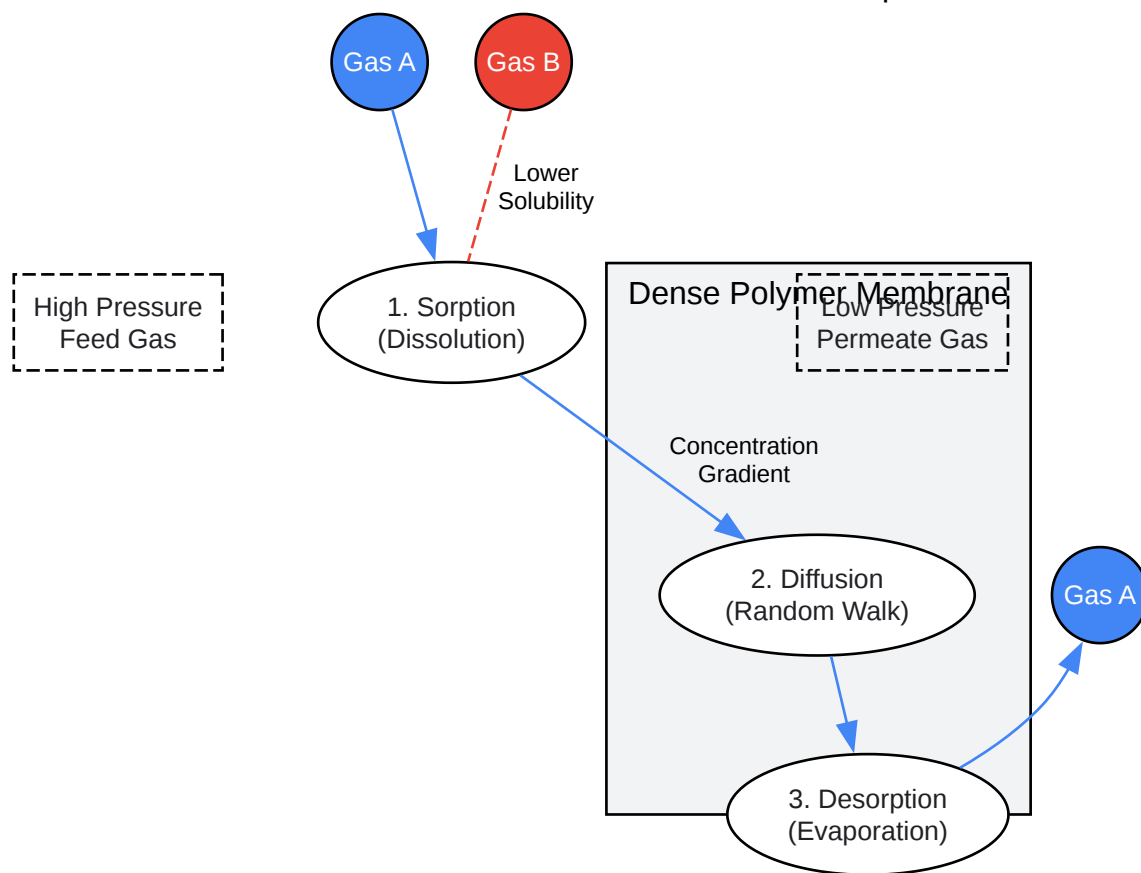 Gas A
Gas B
Lower
Solubility
High Pressure
Feed Gas
1. Sorption
(Dissolution)
Dense Polymer Membrane
Low Pressure
Permeate Gas
Concentration
Gradient
2. Diffusion
(Random Walk)
Gas A
3. Desorption
(Evaporation)